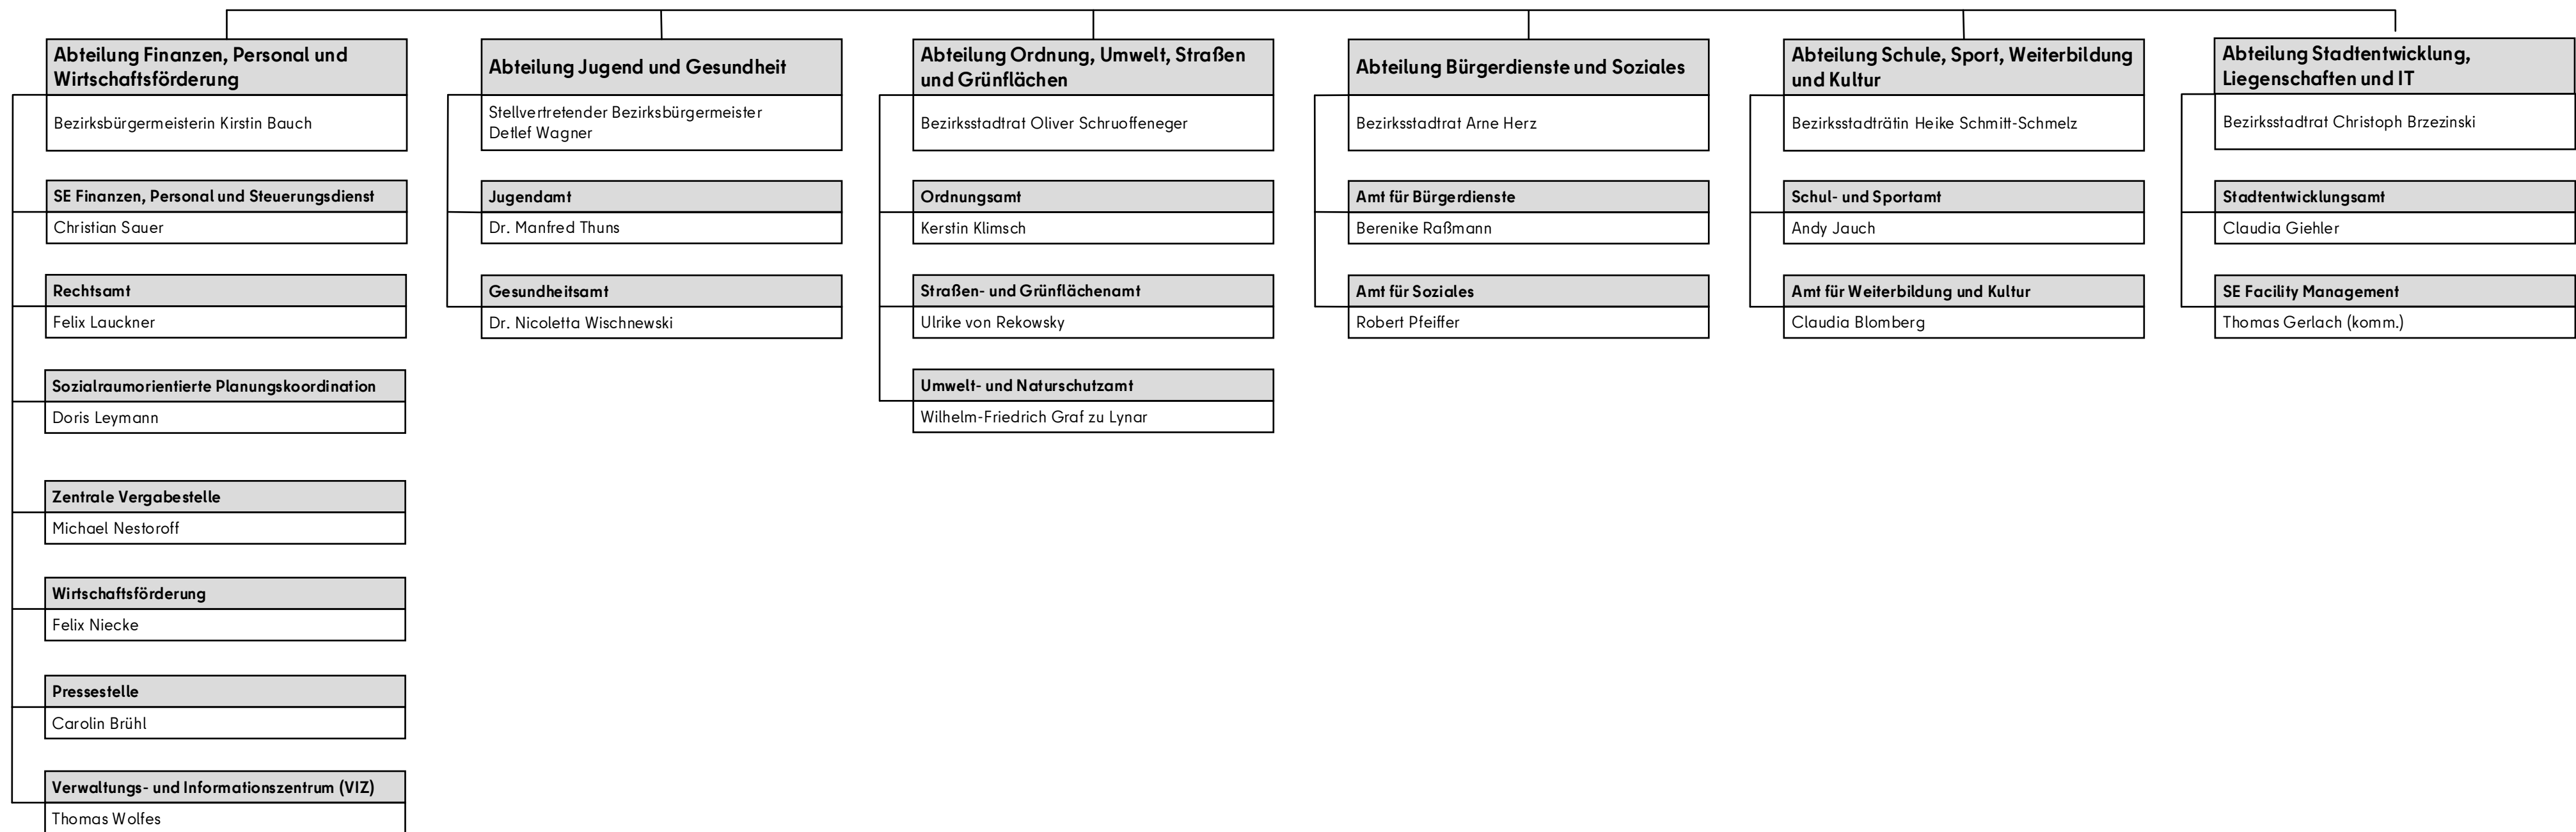 Abteilung Finanzen, Personal und
Wirtschaftsförderung
Bezirksbürgermeisterin Kirstin Bauch
SE Finanzen, Personal und Steuerungsdienst
Christian Sauer
Rechtsamt
Felix Lauckner
Sozialraumorientierte Planungskoordination
Doris Leymann
Zentrale Vergabestelle
Michael Nestoroff
Wirtschaftsförderung
Felix Niecke
Pressestelle
Carolin Brühl
Verwaltungs- und Informationszentrum (VIZ)
Thomas Wolfes
Abteilung Jugend und Gesundheit
Stellvertretender Bezirksbürgermeister
Detlef Wagner
Jugendamt
Dr. Manfred Thuns
Gesundheitsamt
Dr. Nicoletta Wischnewski
Abteilung Ordnung, Umwelt, Straßen
und Grünflächen
Bezirksstadtrat Oliver Schruoffeneger
Ordnungsamt
Kerstin Klimsch
Straßen- und Grünflächenamt
Ulrike von Rekowsky
Umwelt- und Naturschutzamt
Wilhelm-Friedrich Graf zu Lynar
Abteilung Bürgerdienste und Soziales
Bezirksstadtrat Arne Herz
Amt für Bürgerdienste
Berenike Raßmann
Amt für Soziales
Robert Pfeiffer
Abteilung Schule, Sport, Weiterbildung
und Kultur
Bezirksstadträtin Heike Schmitt-Schmelz
Schul- und Sportamt
Andy Jauch
Amt für Weiterbildung und Kultur
Claudia Blomberg
Abteilung Stadtentwicklung,
Liegenschaften und IT
Bezirksstadtrat Christoph Brzezinski
Stadtentwicklungsamt
Claudia Giehler
SE Facility Management
Thomas Gerlach (komm.)